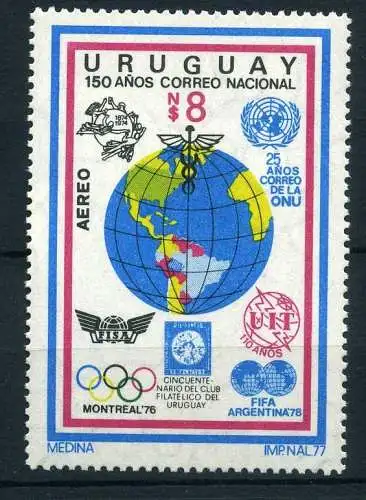 URUGUAY
150 AÑOS CORREO NACIONAL
N$8
1874
1974
25
AÑOS
CORREO
DE LA
ONU
AEREO
FISA
UIT
110 AÑOS
MONTREAL'76
CINCUENTE-
NARIO DEL CLUB
FILATÉLICO DEL
URUGUAY
FIFA
ARGENTINA'78
MEDINA
IMP.NAL.77